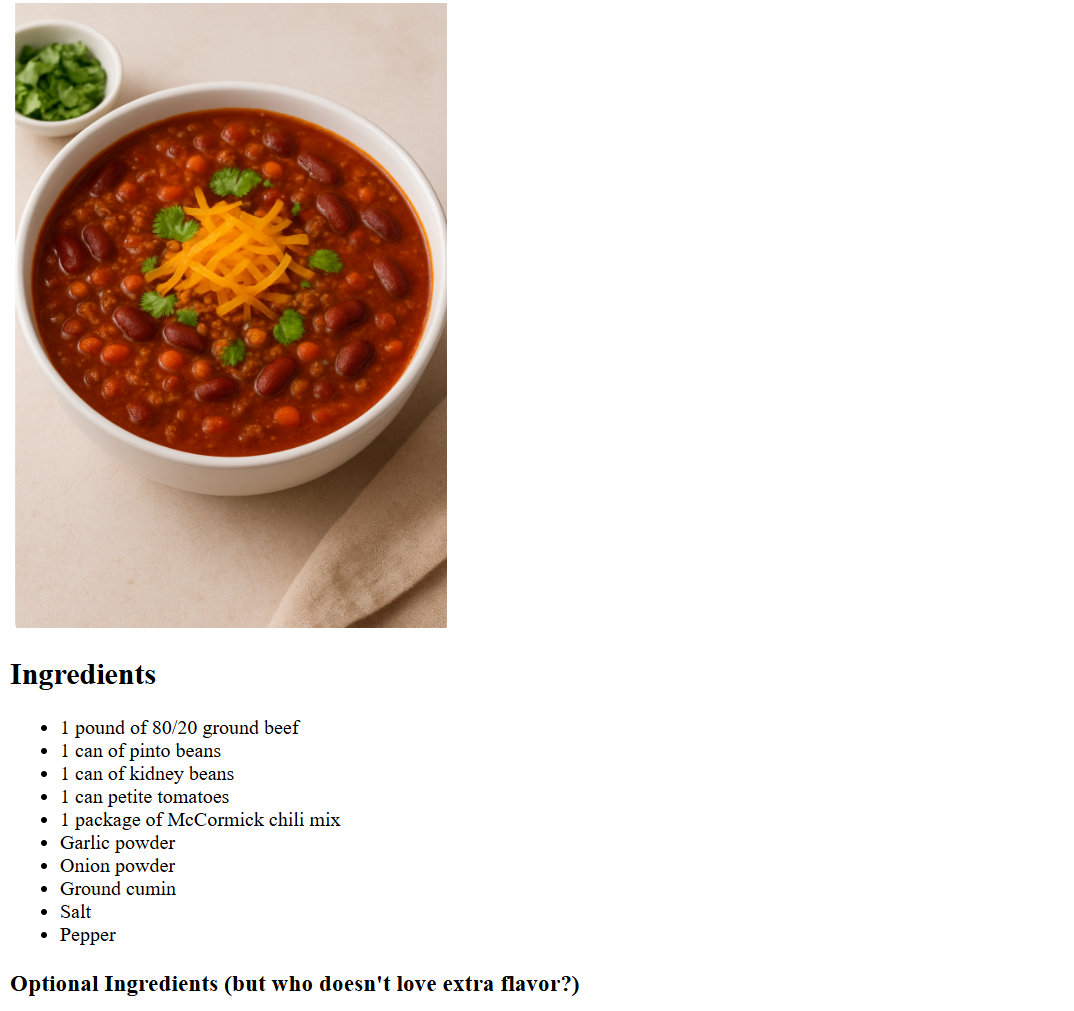 Ingredients
1 pound of 80/20 ground beef
1 can of pinto beans
1 can of kidney beans
1 can petite tomatoes
1 package of McCormick chili mix
Garlic powder
Onion powder
Ground cumin
Salt
Pepper
Optional Ingredients (but who doesn't love extra flavor?)